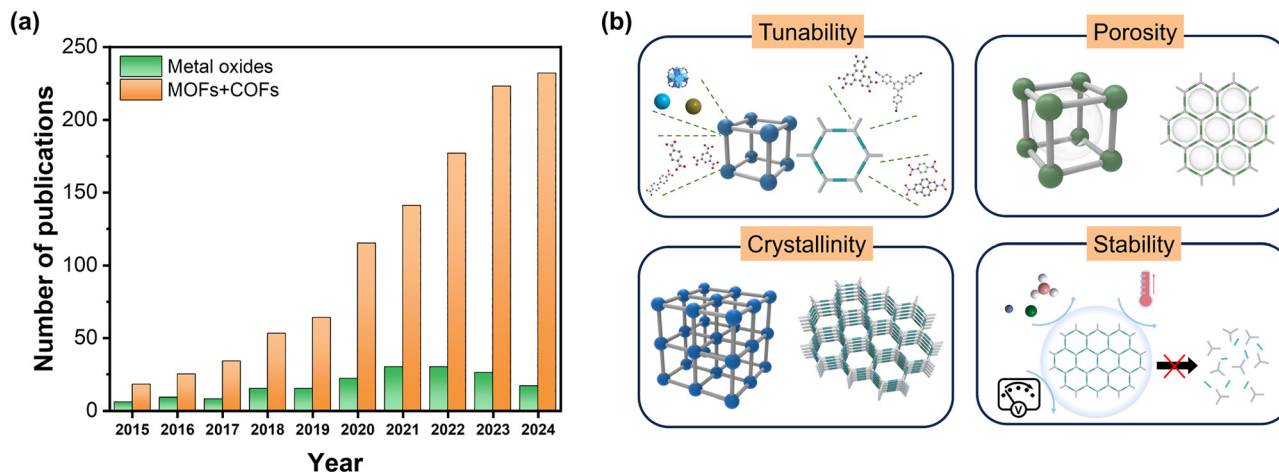 (a)
250
200
150
100
50
0
Number of publications
Metal oxides
MOFs+COFs
2015 2016 2017 2018 2019 2020 2021 2022 2023 2024
Year
(b)
Tunability
Porosity
Crystallinity
Stability
V